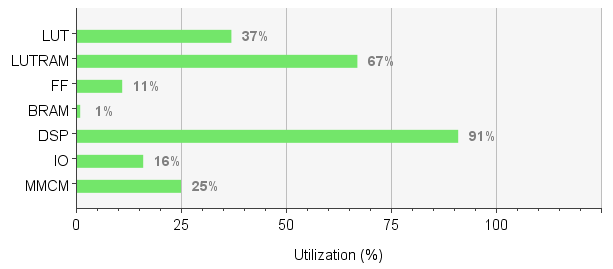 LUT 37%
LUTRAM 67%
FF 11%
BRAM 1%
DSP 91%
IO 16%
MMCM 25%
0 25 50 75 100
Utilization (%)